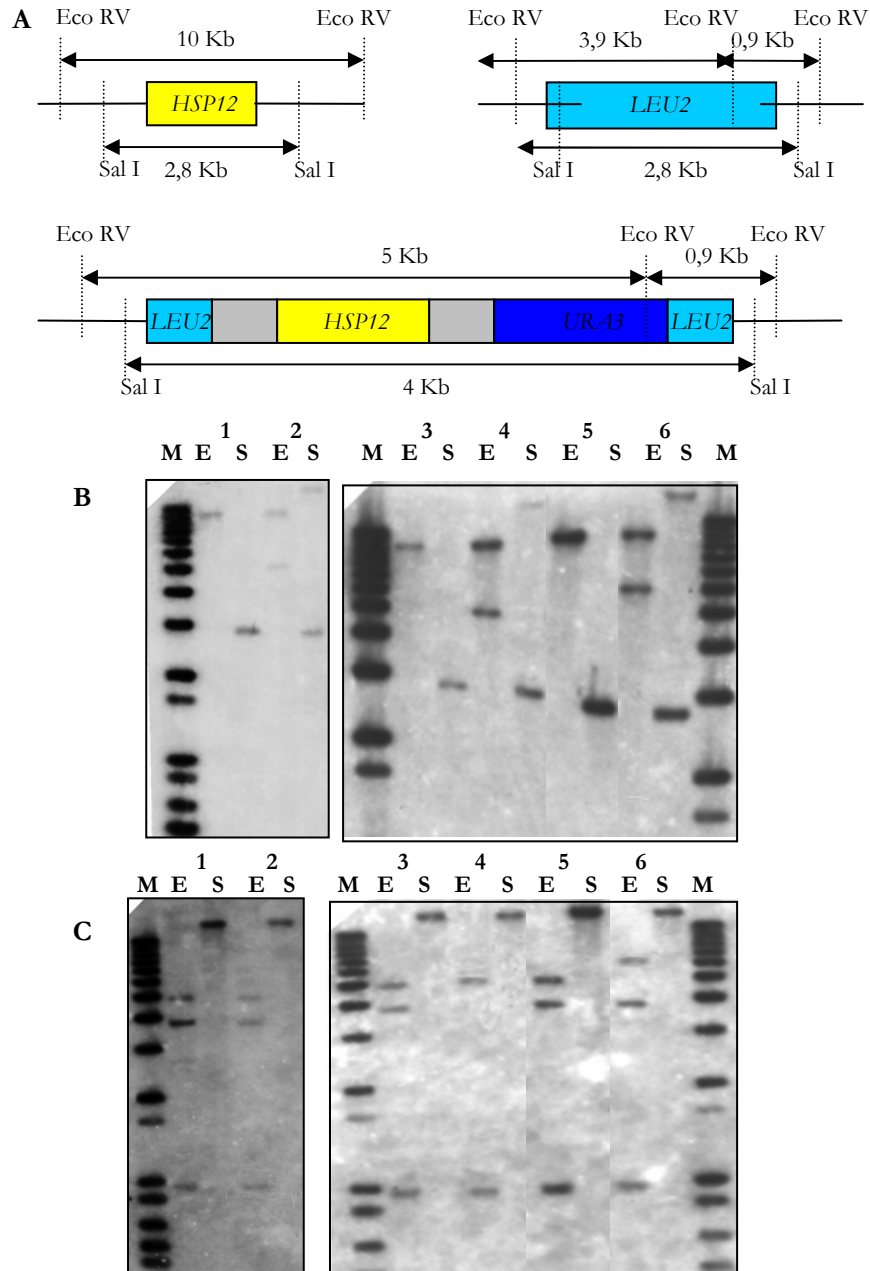 A
Eco RV Eco RV Eco RV Eco RV Eco RV
10 Kb 3,9 Kb 0,9 Kb
HSP12 LEU2
Sal I 2,8 Kb Sal I Sal I 2,8 Kb Sal I
Eco RV Eco RV Eco RV
5 Kb 0,9 Kb
LEU2 HSP12 URA3 LEU2
Sal I 4 Kb Sal I
1 2 3 4 5 6
M E S E S M E S E S E S E S M
B
1 2 3 4 5 6
M E S E S M E S E S E S E S M
C